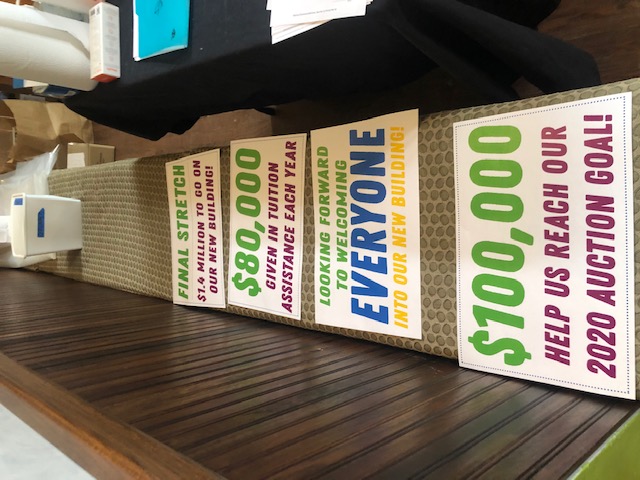 FINAL STRETCH
$1.4 MILLION TO GO ON
OUR NEW BUILDING!
$80,000
GIVEN IN TUITION
ASSISTANCE EACH YEAR
LOOKING FORWARD
TO WELCOMING
EVERYONE
INTO OUR NEW BUILDING!
$100,000
HELP US REACH OUR
2020 AUCTION GOAL!